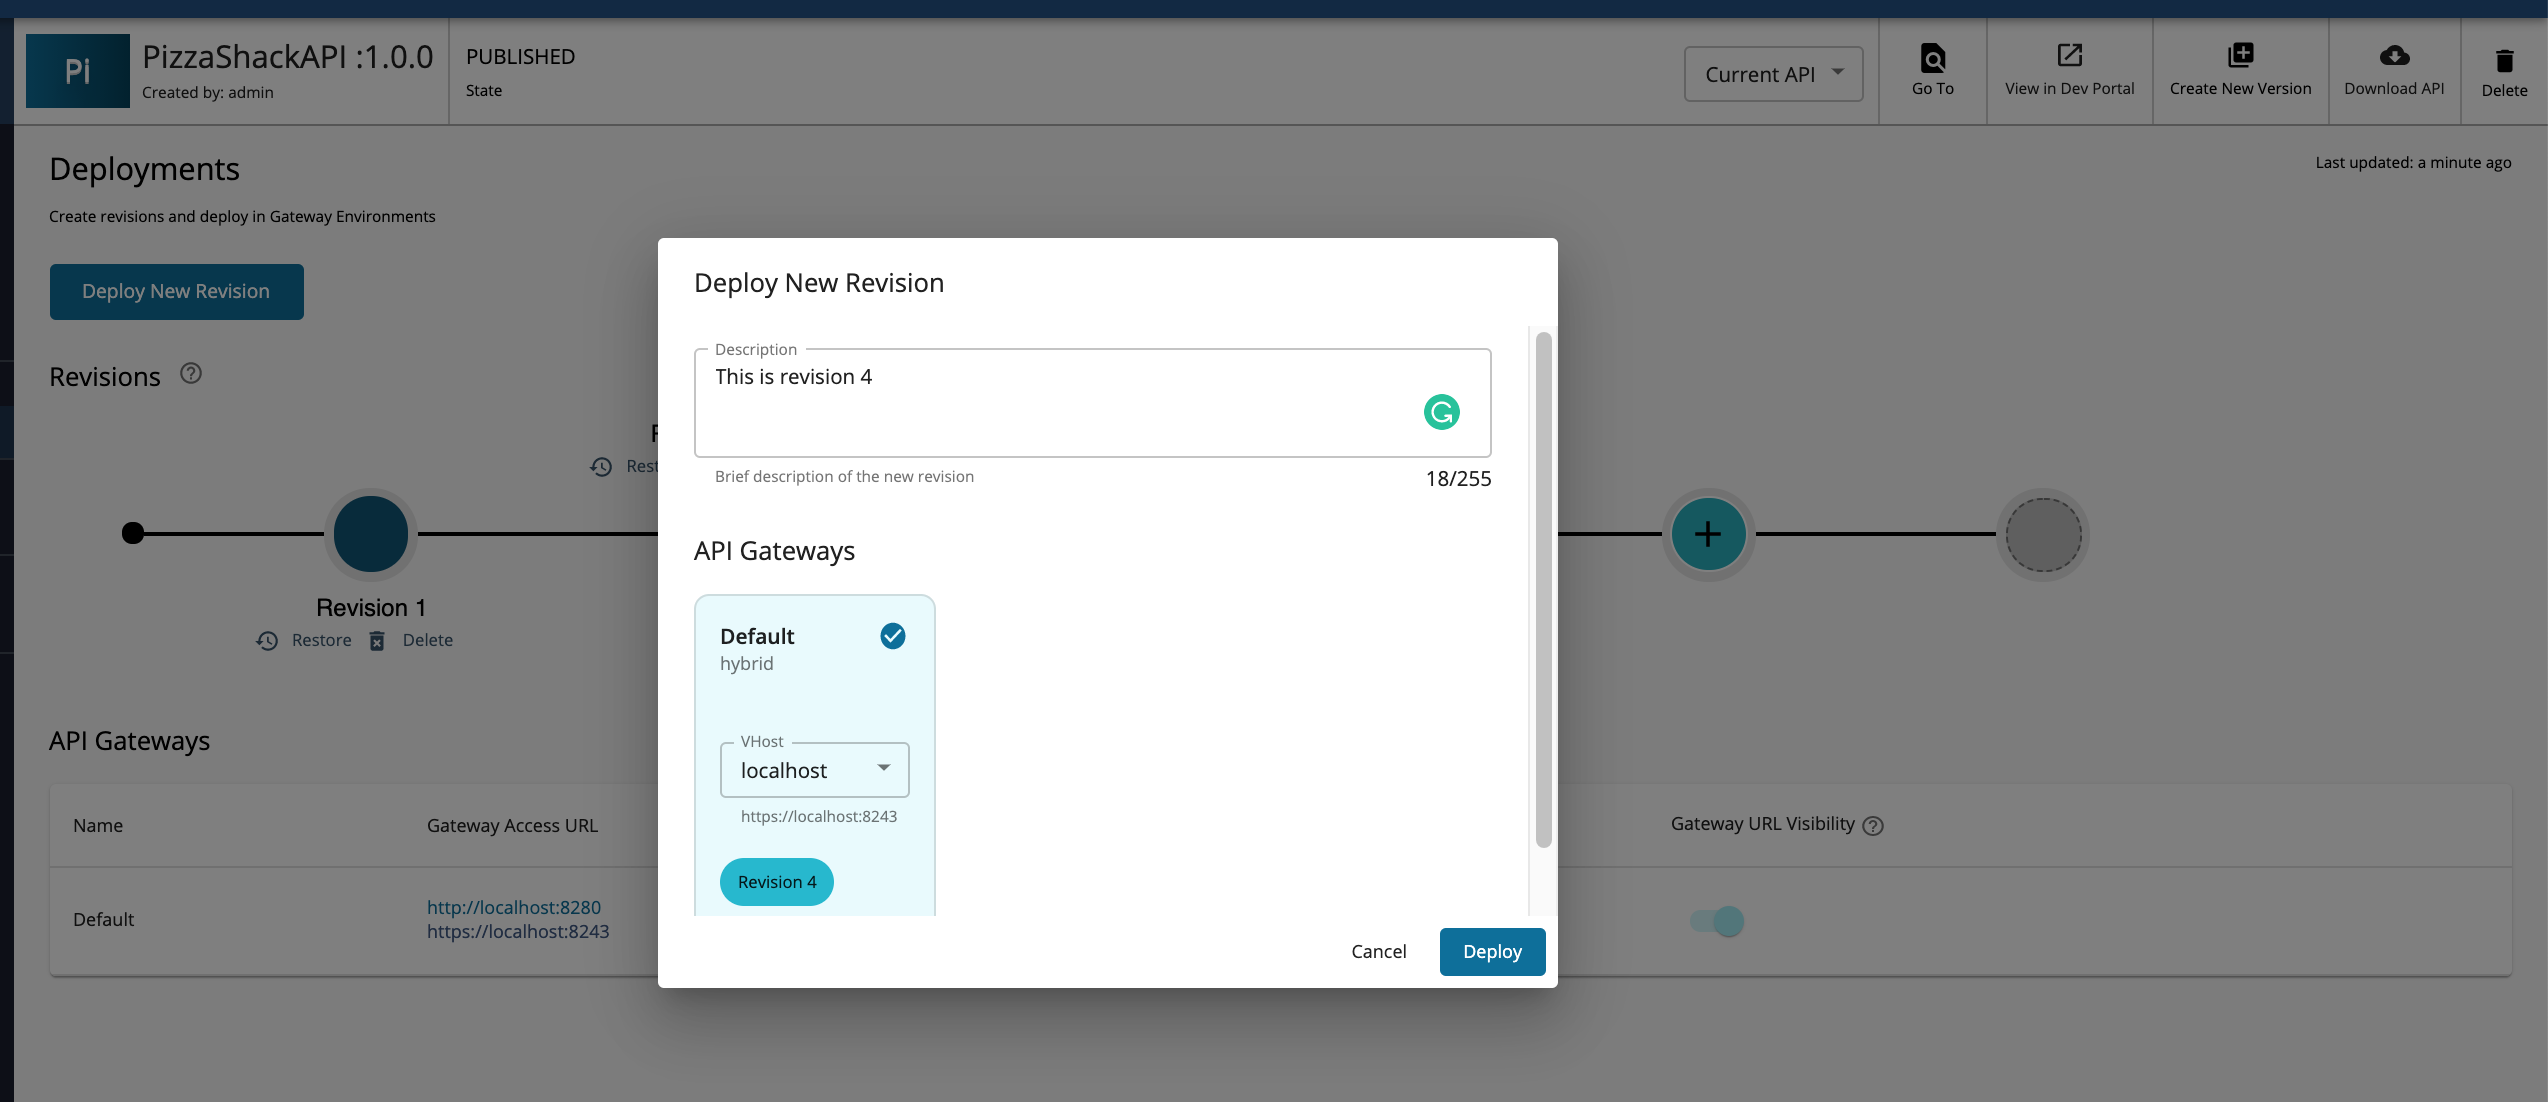 Pi
PizzaShackAPI :1.0.0
Created by: admin
PUBLISHED
State
Current API
Go To
View in Dev Portal
Create New Version
Download API
Delete
Deployments
Last updated: a minute ago
Create revisions and deploy in Gateway Environments
Deploy New Revision
Revisions
Revision 1
Restore
Delete
API Gateways
Name
Gateway Access URL
Gateway URL Visibility
Default
http://localhost:8280
https://localhost:8243
Deploy New Revision
Description
This is revision 4
Brief description of the new revision
18/255
API Gateways
Default
hybrid
VHost
localhost
https://localhost:8243
Revision 4
Cancel
Deploy